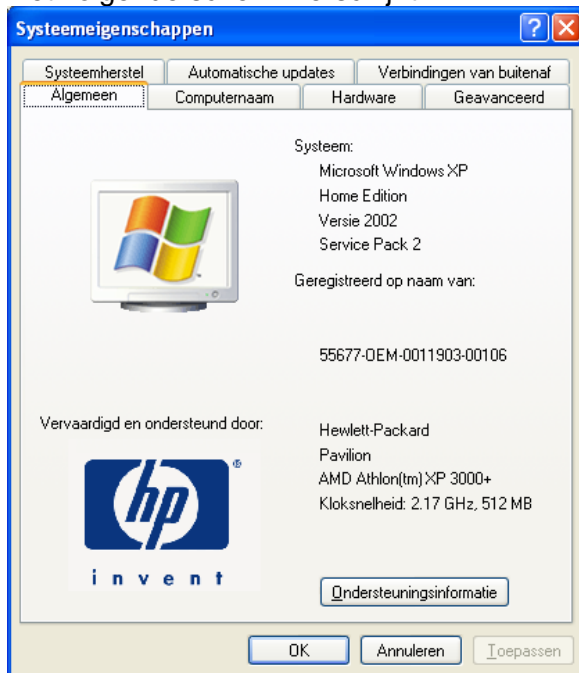 Systeemeigenschappen
Systeemherstel
Automatische updates
Verbindingen van buitenaf
Algemeen
Computernaam
Hardware
Geavanceerd
Systeem:
Microsoft Windows XP
Home Edition
Versie 2002
Service Pack 2
Geregistreerd op naam van:
55677-OEM-0011903-00106
Vervaardigd en ondersteund door:
Hewlett-Packard
Pavilion
AMD Athlon(tm) XP 3000+
Kloksnelheid: 2.17 GHz, 512 MB
hp
®
invent
Ondersteuningsinformatie
OK
Annuleren
Toepassen